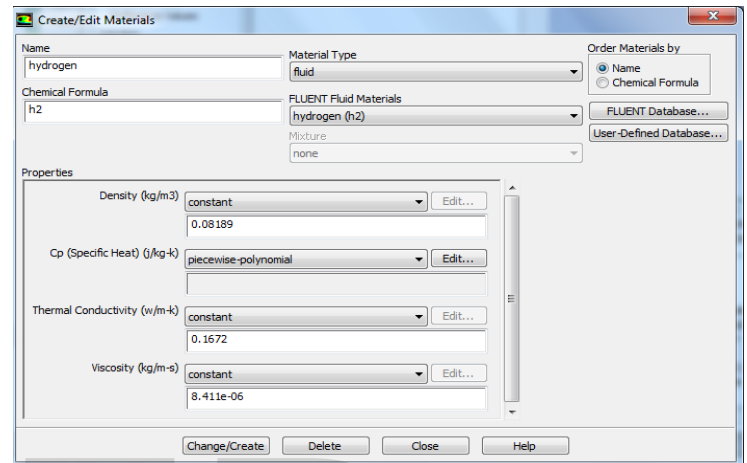 Create/Edit Materials
Name
hydrogen
Material Type
fluid
Order Materials by
Name
Chemical Formula
Chemical Formula
h2
FLUENT Fluid Materials
hydrogen (h2)
FLUENT Database...
Mixture
none
User-Defined Database...
Properties
Density (kg/m3) constant Edit...
0.08189
Cp (Specific Heat) (j/kg-k) piecewise-polynomial Edit...
Thermal Conductivity (w/m-k) constant Edit...
0.1672
Viscosity (kg/m-s) constant Edit...
8.411e-06
Change/Create Delete Close Help